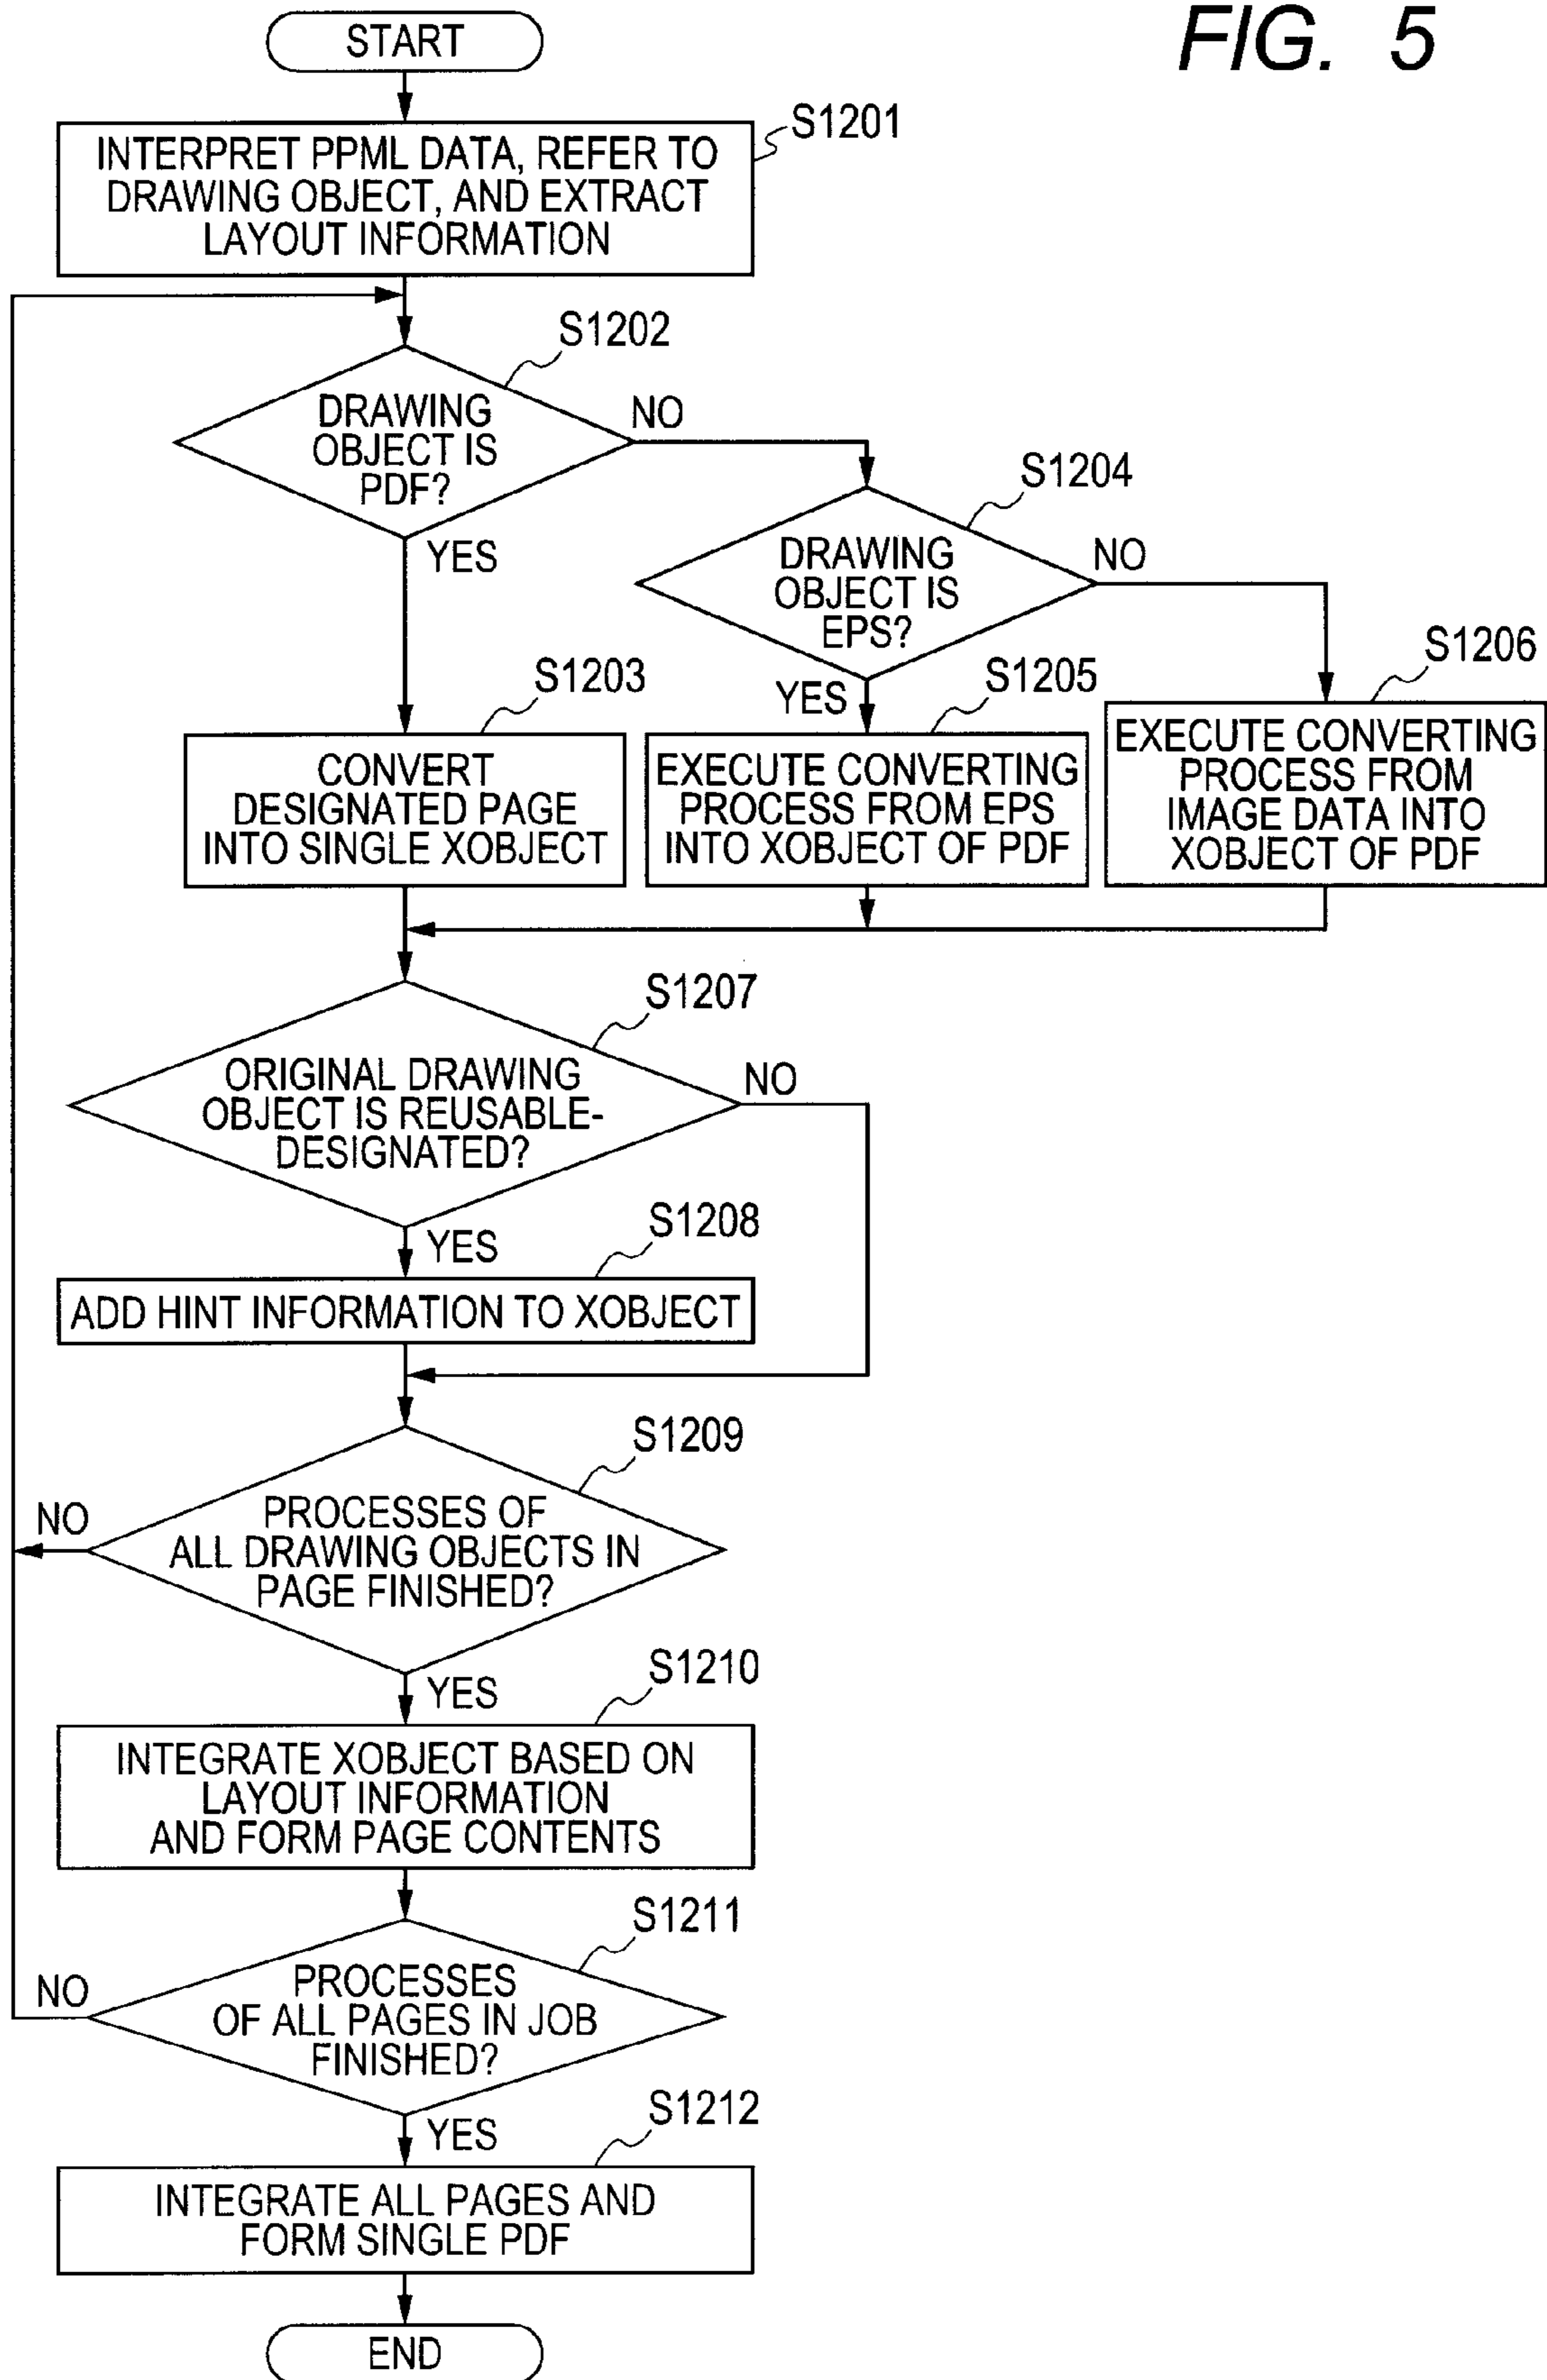 FIG. 5
START
S1201
INTERPRET PPML DATA, REFER TO
DRAWING OBJECT, AND EXTRACT
LAYOUT INFORMATION
S1202
DRAWING
OBJECT IS
PDF?
NO
YES
S1204
DRAWING
OBJECT IS
EPS?
NO
YES
S1203
CONVERT
DESIGNATED PAGE
INTO SINGLE XOBJECT
S1205
EXECUTE CONVERTING
PROCESS FROM EPS
INTO XOBJECT OF PDF
S1206
EXECUTE CONVERTING
PROCESS FROM
IMAGE DATA INTO
XOBJECT OF PDF
S1207
ORIGINAL DRAWING
OBJECT IS REUSABLE-
DESIGNATED?
NO
YES
S1208
ADD HINT INFORMATION TO XOBJECT
S1209
PROCESSES OF
ALL DRAWING OBJECTS IN
PAGE FINISHED?
NO
YES
S1210
INTEGRATE XOBJECT BASED ON
LAYOUT INFORMATION
AND FORM PAGE CONTENTS
S1211
PROCESSES
OF ALL PAGES IN JOB
FINISHED?
NO
YES
S1212
INTEGRATE ALL PAGES AND
FORM SINGLE PDF
END